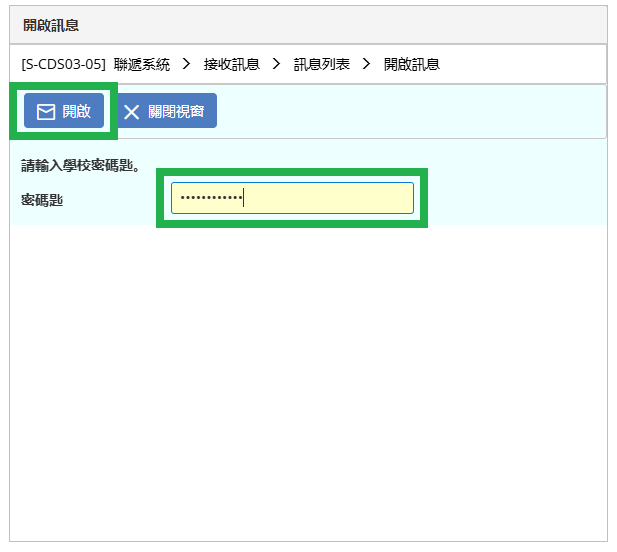 開啟訊息
[S-CDS03-05] 聯遞系統 > 接收訊息 > 訊息列表 > 開啟訊息
開啟 關閉視窗
請輸入學校密碼匙。
密碼匙 ••••••••••••